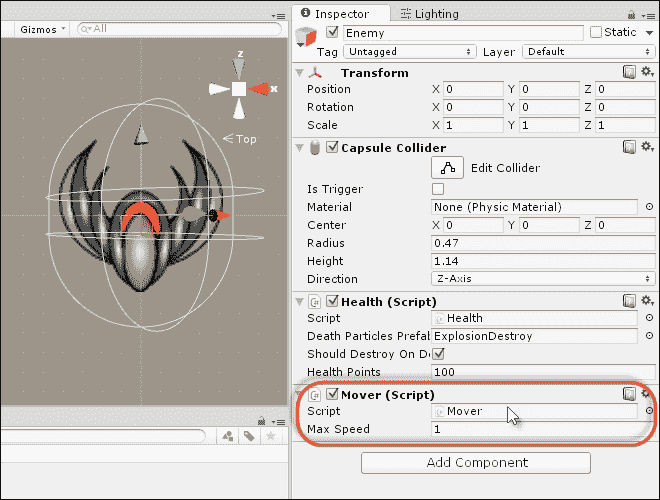 Gizmos All
z
x
Top
Inspector Lighting
Enemy Static
Tag Untagged Layer Default
Transform
Position X 0 Y 0 Z 0
Rotation X 0 Y 0 Z 0
Scale X 1 Y 1 Z 1
Capsule Collider
Edit Collider
Is Trigger
Material None (Physic Material)
Center X 0 Y 0 Z 0
Radius 0.47
Height 1.14
Direction Z-Axis
Health (Script)
Script Health
Death Particles Prefab ExplosionDestroy
Should Destroy On De
Health Points 100
Mover (Script)
Script Mover
Max Speed 1
Add Component